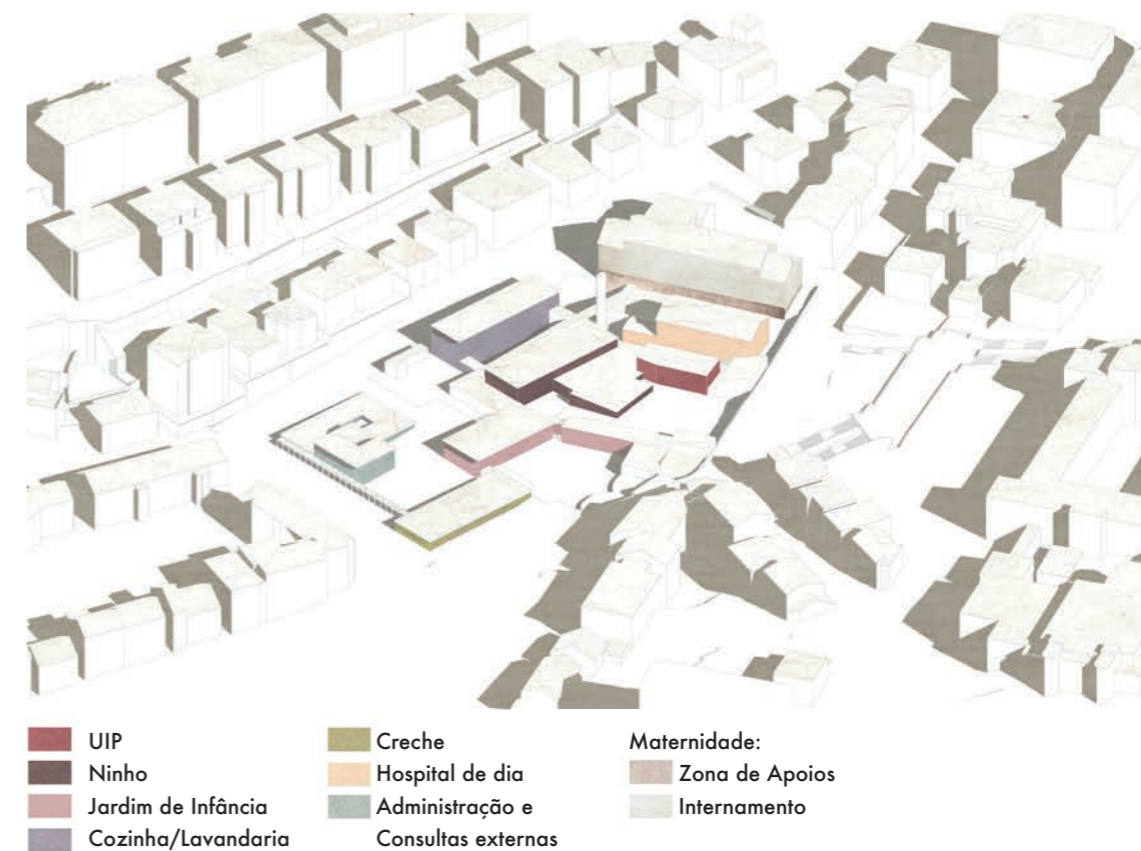 UIP
Ninho
Jardim de Infância
Cozinha/Lavandaria
Creche
Hospital de dia
Administração e
Consultas externas
Maternidade:
Zona de Apoios
Internamento